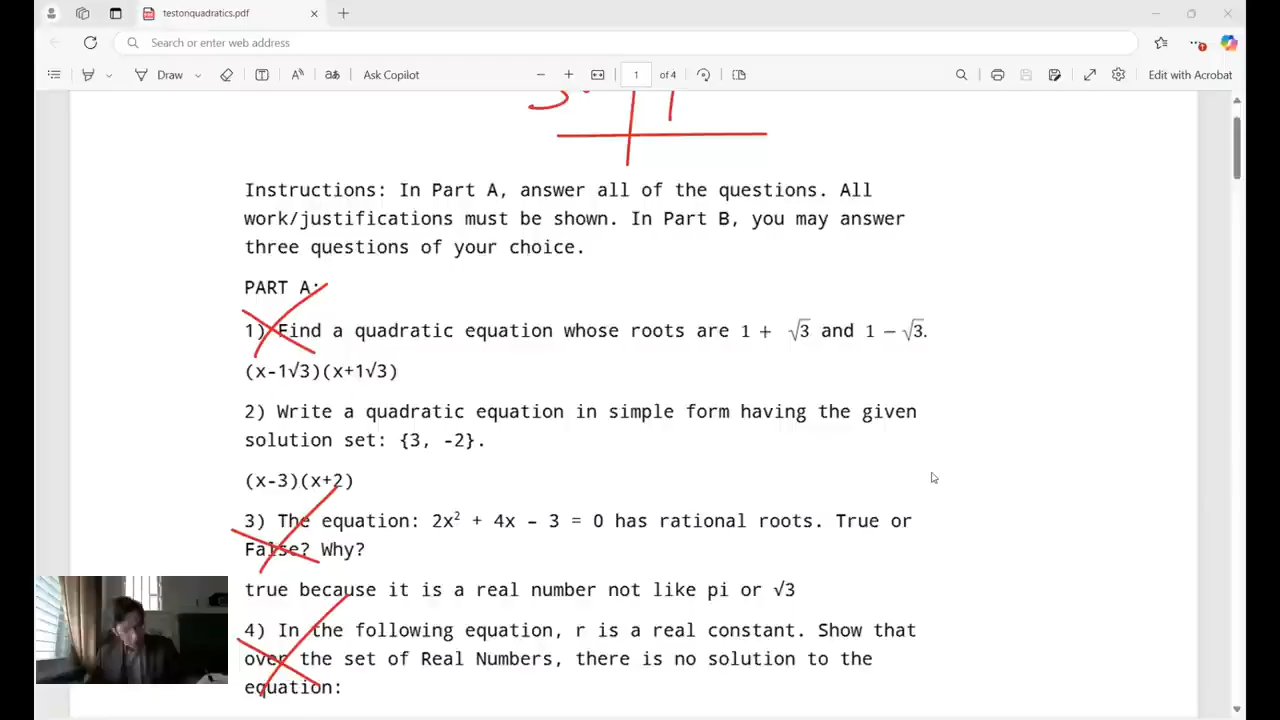 testonquadratics.pdf
Search or enter web address
Draw
Ask Copilot
1 of 4
Edit with Acrobat
Instructions: In Part A, answer all of the questions. All
work/justifications must be shown. In Part B, you may answer
three questions of your choice.
PART A:
1) Find a quadratic equation whose roots are 1 + √3 and 1 − √3.
(x-1√3)(x+1√3)
2) Write a quadratic equation in simple form having the given
solution set: {3, -2}.
(x-3)(x+2)
3) The equation: 2x² + 4x – 3 = 0 has rational roots. True or
False? Why?
true because it is a real number not like pi or √3
4) In the following equation, r is a real constant. Show that
over the set of Real Numbers, there is no solution to the
equation: